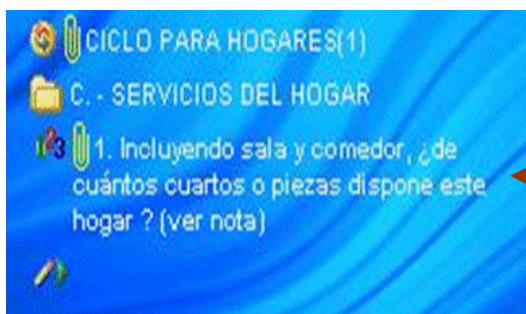 CICLO PARA HOGARES(1)
C. - SERVICIOS DEL HOGAR
1. Incluyendo sala y comedor, ¿de
cuántos cuartos o piezas dispone este
hogar ? (ver nota)